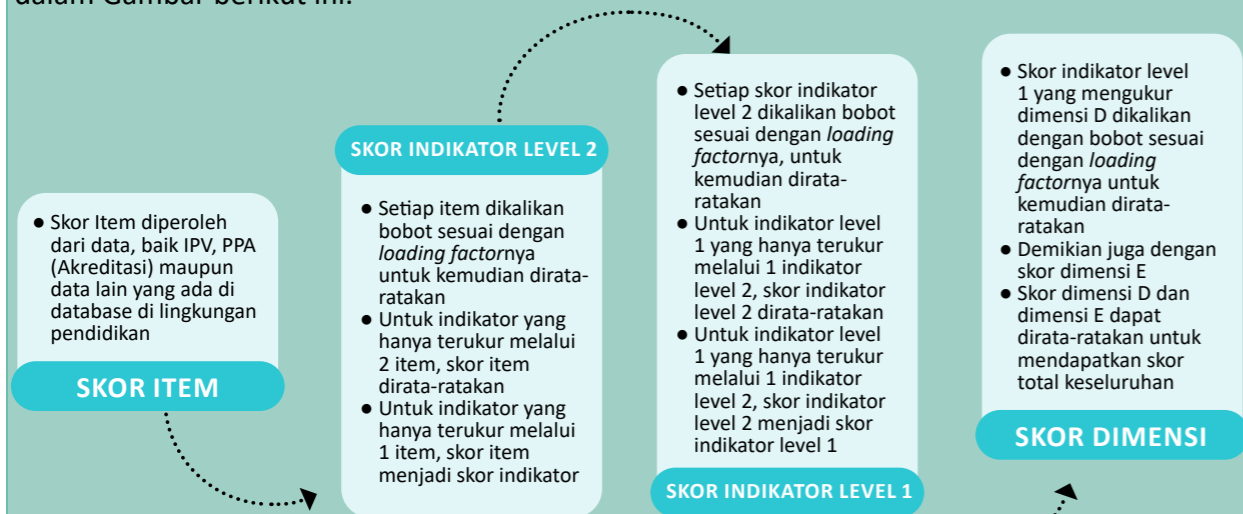 dalam Gambar berikut ini.
● Skor Item diperoleh
dari data, baik IPV, PPA
(Akreditasi) maupun
data lain yang ada di
database di lingkungan
pendidikan
SKOR ITEM
SKOR INDIKATOR LEVEL 2
● Setiap item dikalikan
bobot sesuai dengan
loading factornya
untuk kemudian dirata-
ratakan
● Untuk indikator yang
hanya terukur melalui
2 item, skor item
dirata-ratakan
● Untuk indikator yang
hanya terukur melalui
1 item, skor item
menjadi skor indikator
● Setiap skor indikator
level 2 dikalikan bobot
sesuai dengan loading
factornya, untuk
kemudian dirata-
ratakan
● Untuk indikator level
1 yang hanya terukur
melalui 1 indikator
level 2, skor indikator
level 2 dirata-ratakan
● Untuk indikator level
1 yang hanya terukur
melalui 1 indikator
level 2, skor indikator
level 2 menjadi skor
indikator level 1
SKOR INDIKATOR LEVEL 1
● Skor indikator level
1 yang mengukur
dimensi D dikalikan
dengan bobot sesuai
dengan loading
factornya untuk
kemudian dirata-
ratakan
● Demikian juga dengan
skor dimensi E
● Skor dimensi D dan
dimensi E dapat
dirata-ratakan untuk
mendapatkan skor
total keseluruhan
SKOR DIMENSI